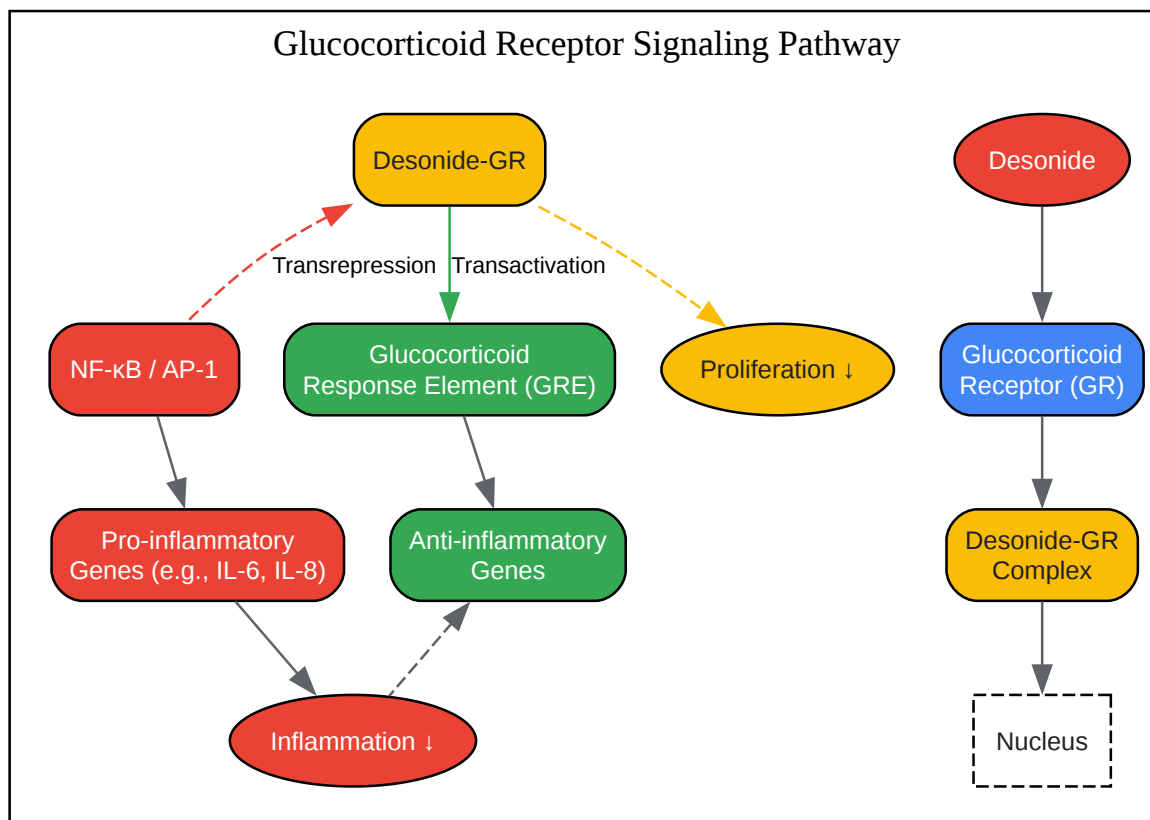 Glucocorticoid Receptor Signaling Pathway
Desonide-GR
Desonide
Transrepression
Transactivation
NF-κB / AP-1
Glucocorticoid
Response Element (GRE)
Proliferation ↓
Glucocorticoid
Receptor (GR)
Pro-inflammatory
Genes (e.g., IL-6, IL-8)
Anti-inflammatory
Genes
Desonide-GR
Complex
Inflammation ↓
Nucleus